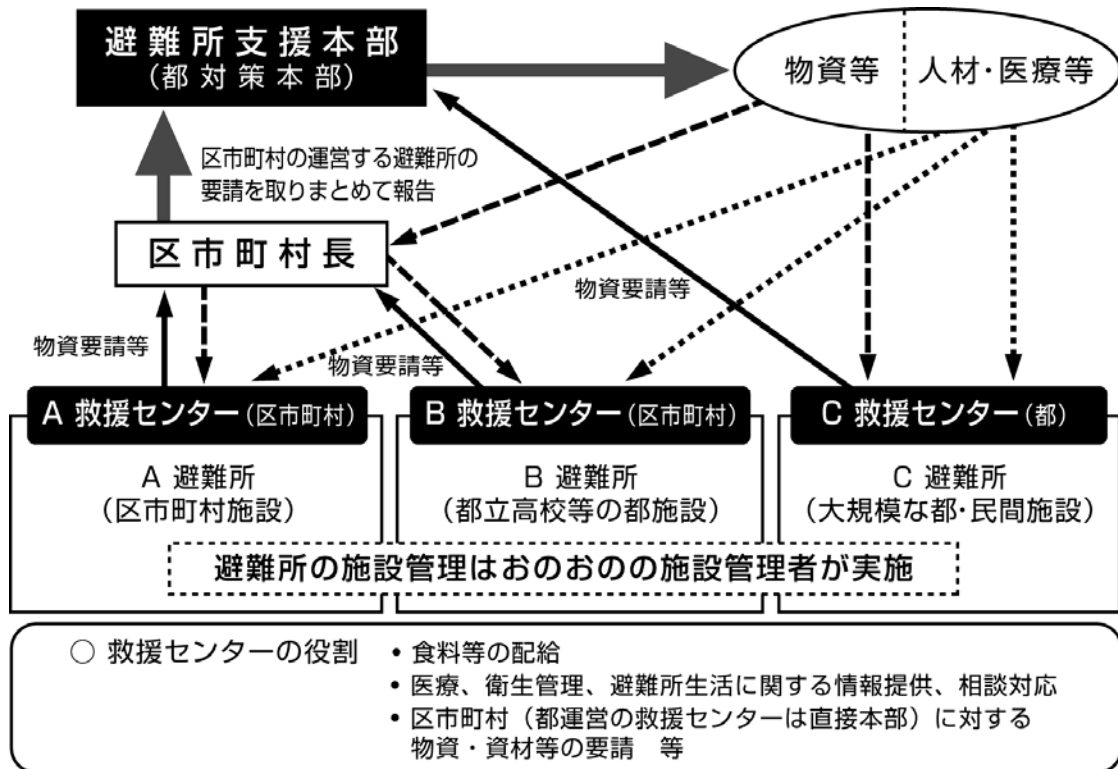 避難所支援本部
(都対策本部)
物資等
人材・医療等
区市町村の運営する避難所の
要請を取りまとめて報告
区市町村長
物資要請等
物資要請等
物資要請等
A 救援センター(区市町村)
B 救援センター(区市町村)
C 救援センター(都)
A 避難所
(区市町村施設)
B 避難所
(都立高校等の都施設)
C 避難所
(大規模な都・民間施設)
避難所の施設管理はおのおのの施設管理者が実施
○ 救援センターの役割
• 食料等の配給
• 医療、衛生管理、避難所生活に関する情報提供、相談対応
• 区市町村(都運営の救援センターは直接本部)に対する
物資・資材等の要請 等